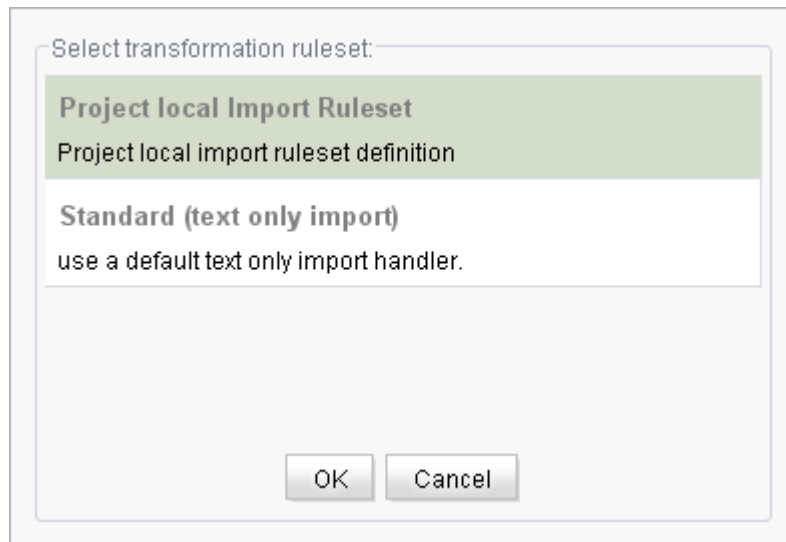 Select transformation ruleset:
Project local Import Ruleset
Project local import ruleset definition
Standard (text only import)
use a default text only import handler.
OK Cancel